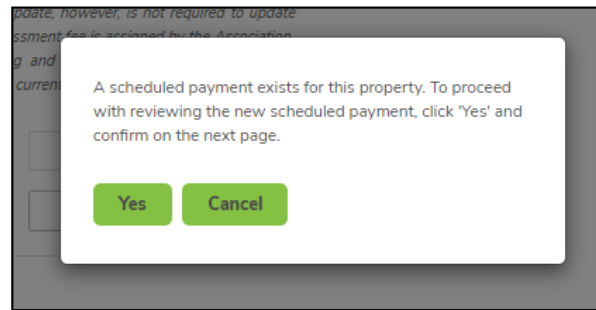 pdate, however, is not required to update
ssment fee is assigned by the Association.
g and
current
A scheduled payment exists for this property. To proceed
with reviewing the new scheduled payment, click 'Yes' and
confirm on the next page.
Yes Cancel